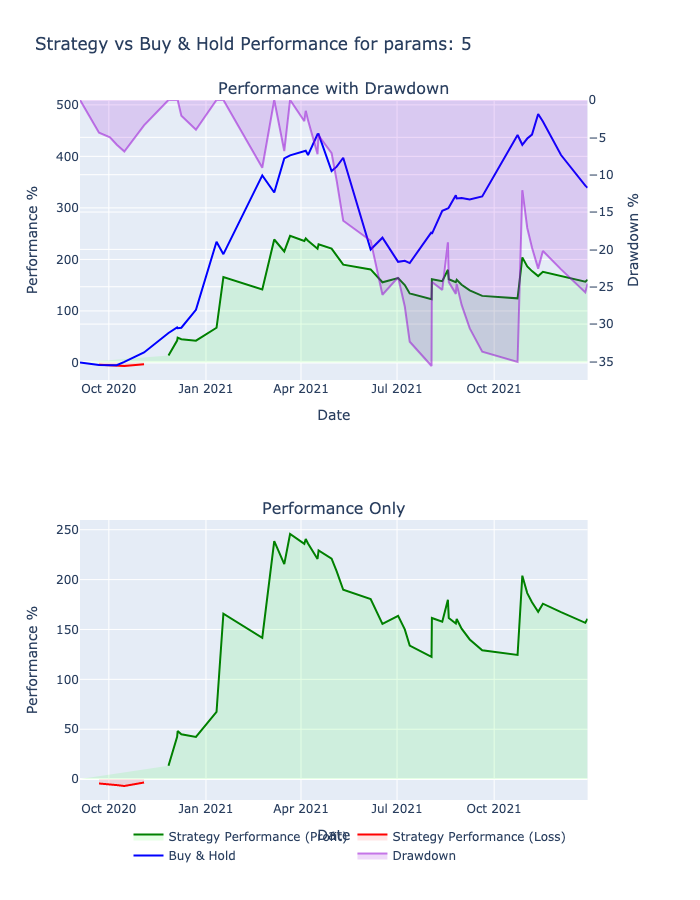 Strategy vs Buy & Hold Performance for params: 5
Performance with Drawdown
500
400
300
200
100
0
Performance %
0
−5
−10
−15
−20
−25
−30
−35
Drawdown %
Oct 2020 Jan 2021 Apr 2021 Jul 2021 Oct 2021
Date
Performance Only
250
200
150
100
50
0
Performance %
Oct 2020 Jan 2021 Apr 2021 Jul 2021 Oct 2021
Date
Strategy Performance (Profit) Strategy Performance (Loss)
Buy & Hold Drawdown